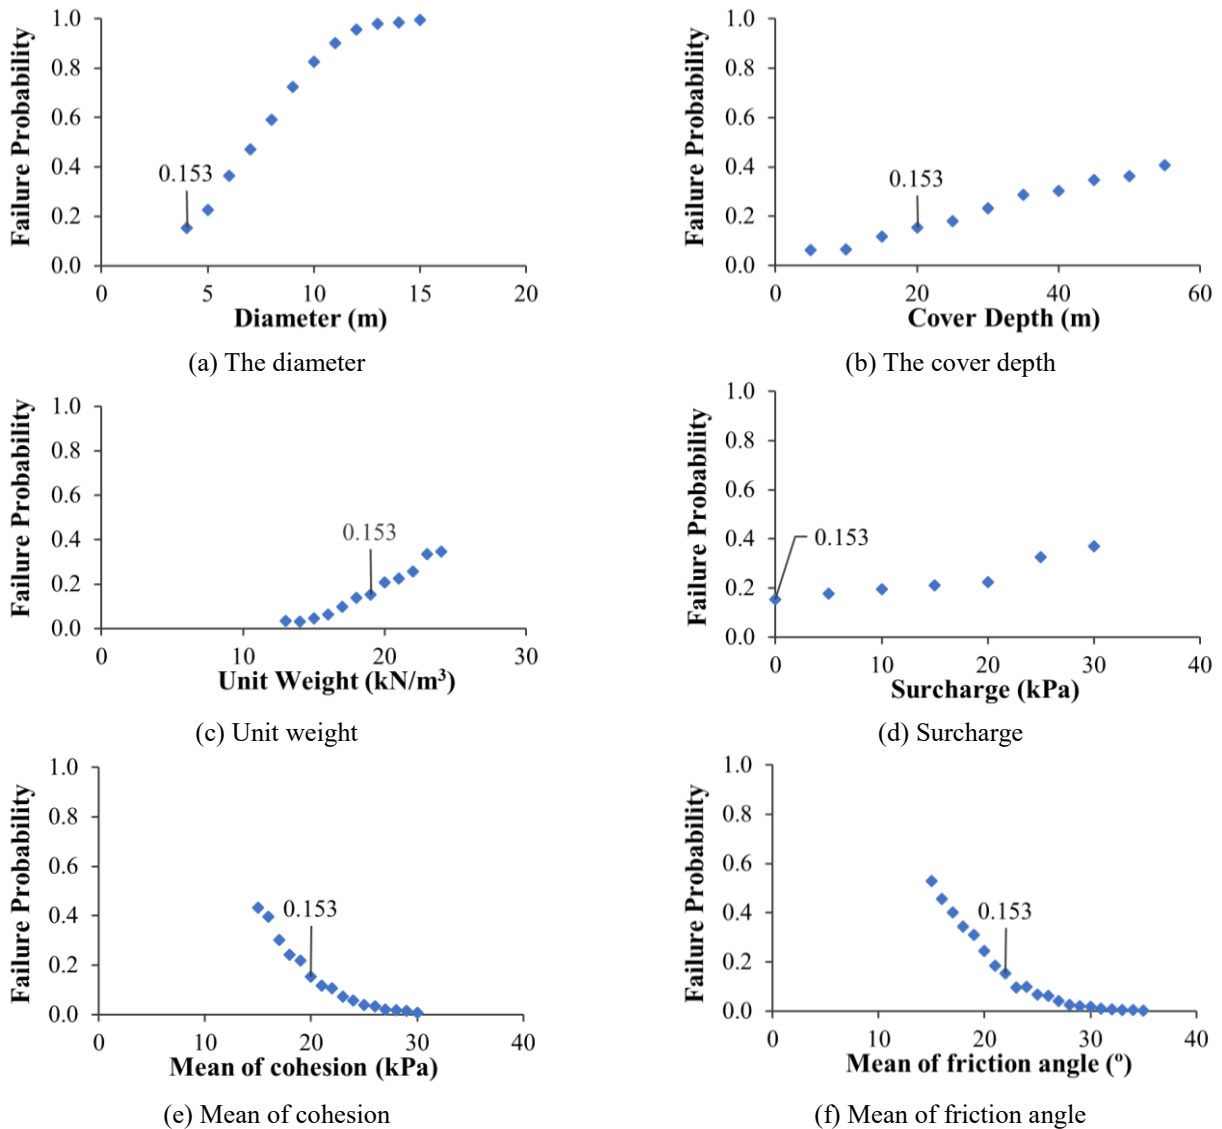 Failure Probability
1.0
0.8
0.6
0.4
0.2
0.0
0.153
0 5 10 15 20
Diameter (m)
(a) The diameter
Failure Probability
1.0
0.8
0.6
0.4
0.2
0.0
0.153
0 20 40 60
Cover Depth (m)
(b) The cover depth
Failure Probability
1.0
0.8
0.6
0.4
0.2
0.0
0.153
0 10 20 30
Unit Weight (kN/m³)
(c) Unit weight
Failure Probability
1.0
0.8
0.6
0.4
0.2
0.0
0.153
0 10 20 30 40
Surcharge (kPa)
(d) Surcharge
Failure Probability
1.0
0.8
0.6
0.4
0.2
0.0
0.153
0 10 20 30 40
Mean of cohesion (kPa)
(e) Mean of cohesion
Failure Probability
1.0
0.8
0.6
0.4
0.2
0.0
0.153
0 10 20 30 40
Mean of friction angle (º)
(f) Mean of friction angle